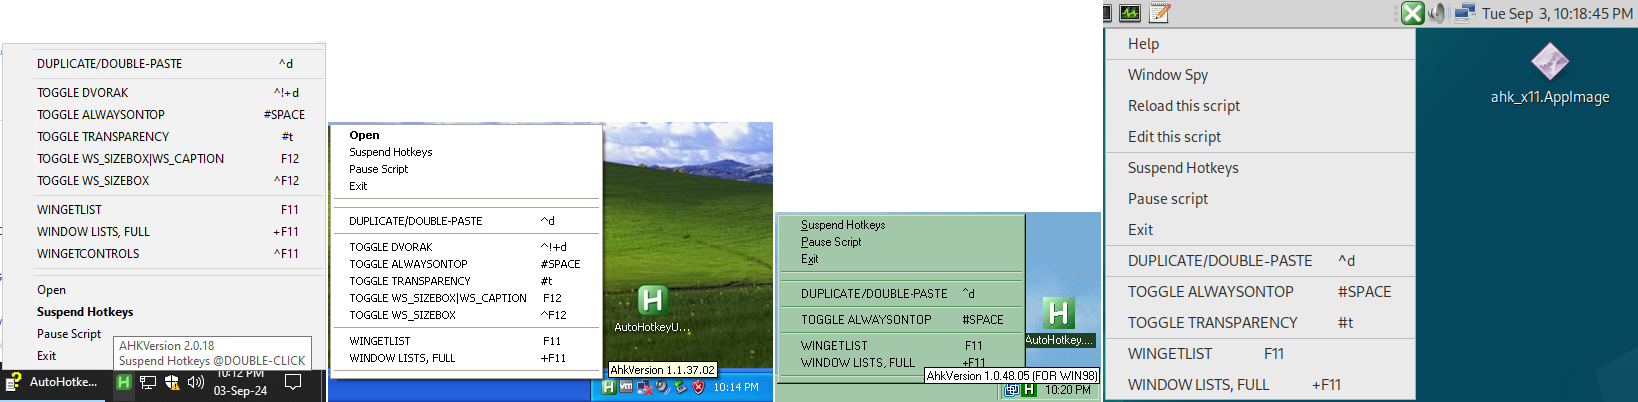 DUPLICATE/DOUBLE-PASTE ^d
TOGGLE DVORAK ^!+d
TOGGLE ALWAYSONTOP #SPACE
TOGGLE TRANSPARENCY #t
TOGGLE WS_SIZEBOX|WS_CAPTION F12
TOGGLE WS_SIZEBOX ^F12
WINGETLIST F11
WINDOW LISTS, FULL +F11
WINGETCONTROLS ^F11
Open
Suspend Hotkeys
Pause Script
Exit
AHKVersion 2.0.18
Suspend Hotkeys @DOUBLE-CLICK
AutoHotke...
10:12 PM
03-Sep-24
Open
Suspend Hotkeys
Pause Script
Exit
DUPLICATE/DOUBLE-PASTE ^d
TOGGLE DVORAK ^!+d
TOGGLE ALWAYSONTOP #SPACE
TOGGLE TRANSPARENCY #t
TOGGLE WS_SIZEBOX|WS_CAPTION F12
TOGGLE WS_SIZEBOX ^F12
WINGETLIST F11
WINDOW LISTS, FULL +F11
AutoHotkeyU...
AhkVersion 1.1.37.02
10:14 PM
Suspend Hotkeys
Pause Script
Exit
DUPLICATE/DOUBLE-PASTE ^d
TOGGLE ALWAYSONTOP #SPACE
WINGETLIST F11
WINDOW LISTS, FULL +F11
AutoHotkey....
AhkVersion 1.0.48.05 (FOR WIN98)
10:20 PM
Tue Sep 3, 10:18:45 PM
Help
Window Spy
Reload this script
Edit this script
Suspend Hotkeys
Pause script
Exit
DUPLICATE/DOUBLE-PASTE ^d
TOGGLE ALWAYSONTOP #SPACE
TOGGLE TRANSPARENCY #t
WINGETLIST F11
WINDOW LISTS, FULL +F11
ahk_x11.AppImage